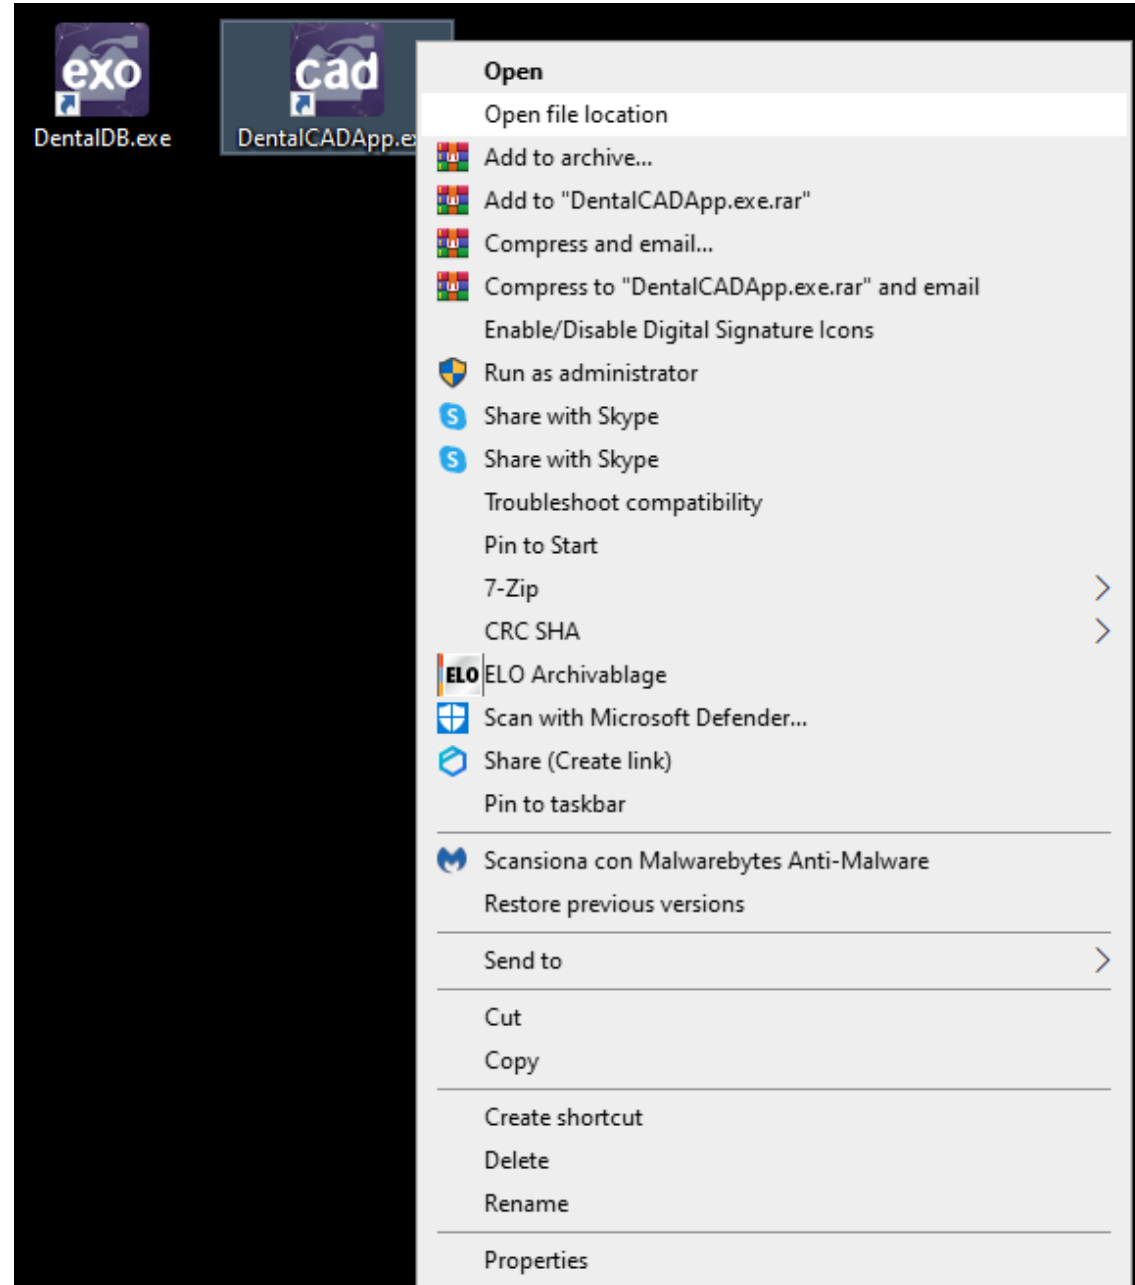 exo
DentalDB.exe
cad
DentalCADApp.ex
Open
Open file location
Add to archive...
Add to "DentalCADApp.exe.rar"
Compress and email...
Compress to "DentalCADApp.exe.rar" and email
Enable/Disable Digital Signature Icons
Run as administrator
S Share with Skype
S Share with Skype
Troubleshoot compatibility
Pin to Start
7-Zip
CRC SHA
ELO ELO Archivablage
Scan with Microsoft Defender...
Share (Create link)
Pin to taskbar
Scansiona con Malwarebytes Anti-Malware
Restore previous versions
Send to
Cut
Copy
Create shortcut
Delete
Rename
Properties